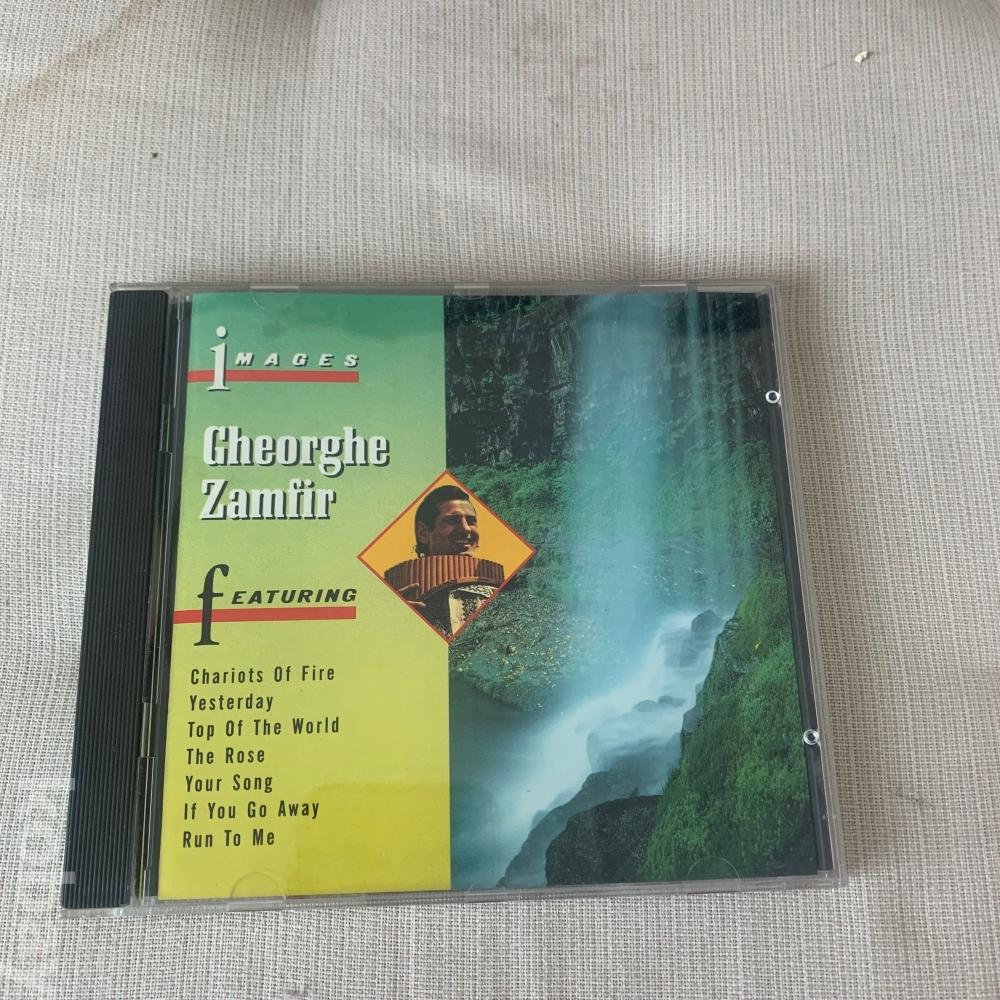 images
Gheorghe
Zamfir
fEATURING
Chariots Of Fire
Yesterday
Top Of The World
The Rose
Your Song
If You Go Away
Run To Me